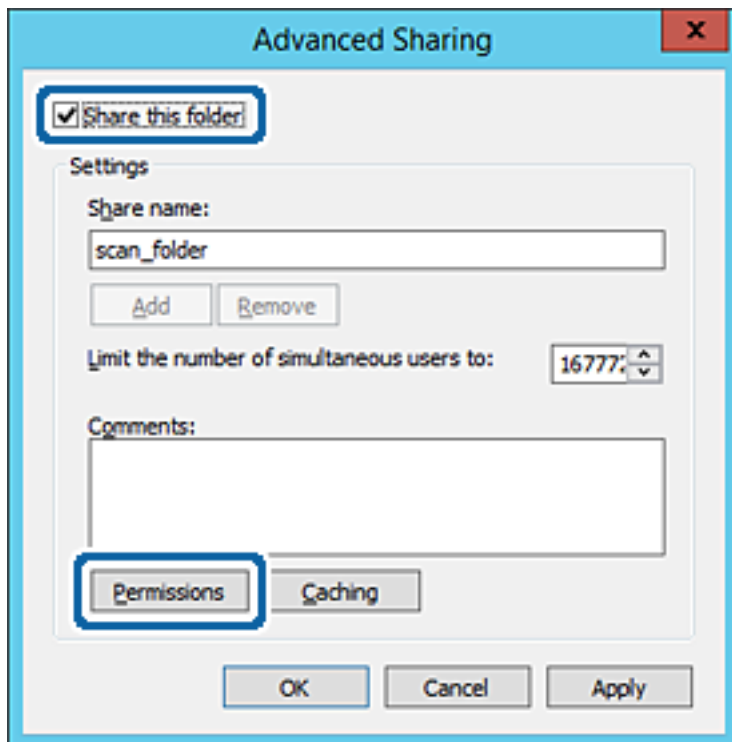 Advanced Sharing
x
Share this folder
Settings
Share name:
scan_folder
Add Remove
Limit the number of simultaneous users to:
Comments:
Permissions Caching
OK Cancel Apply